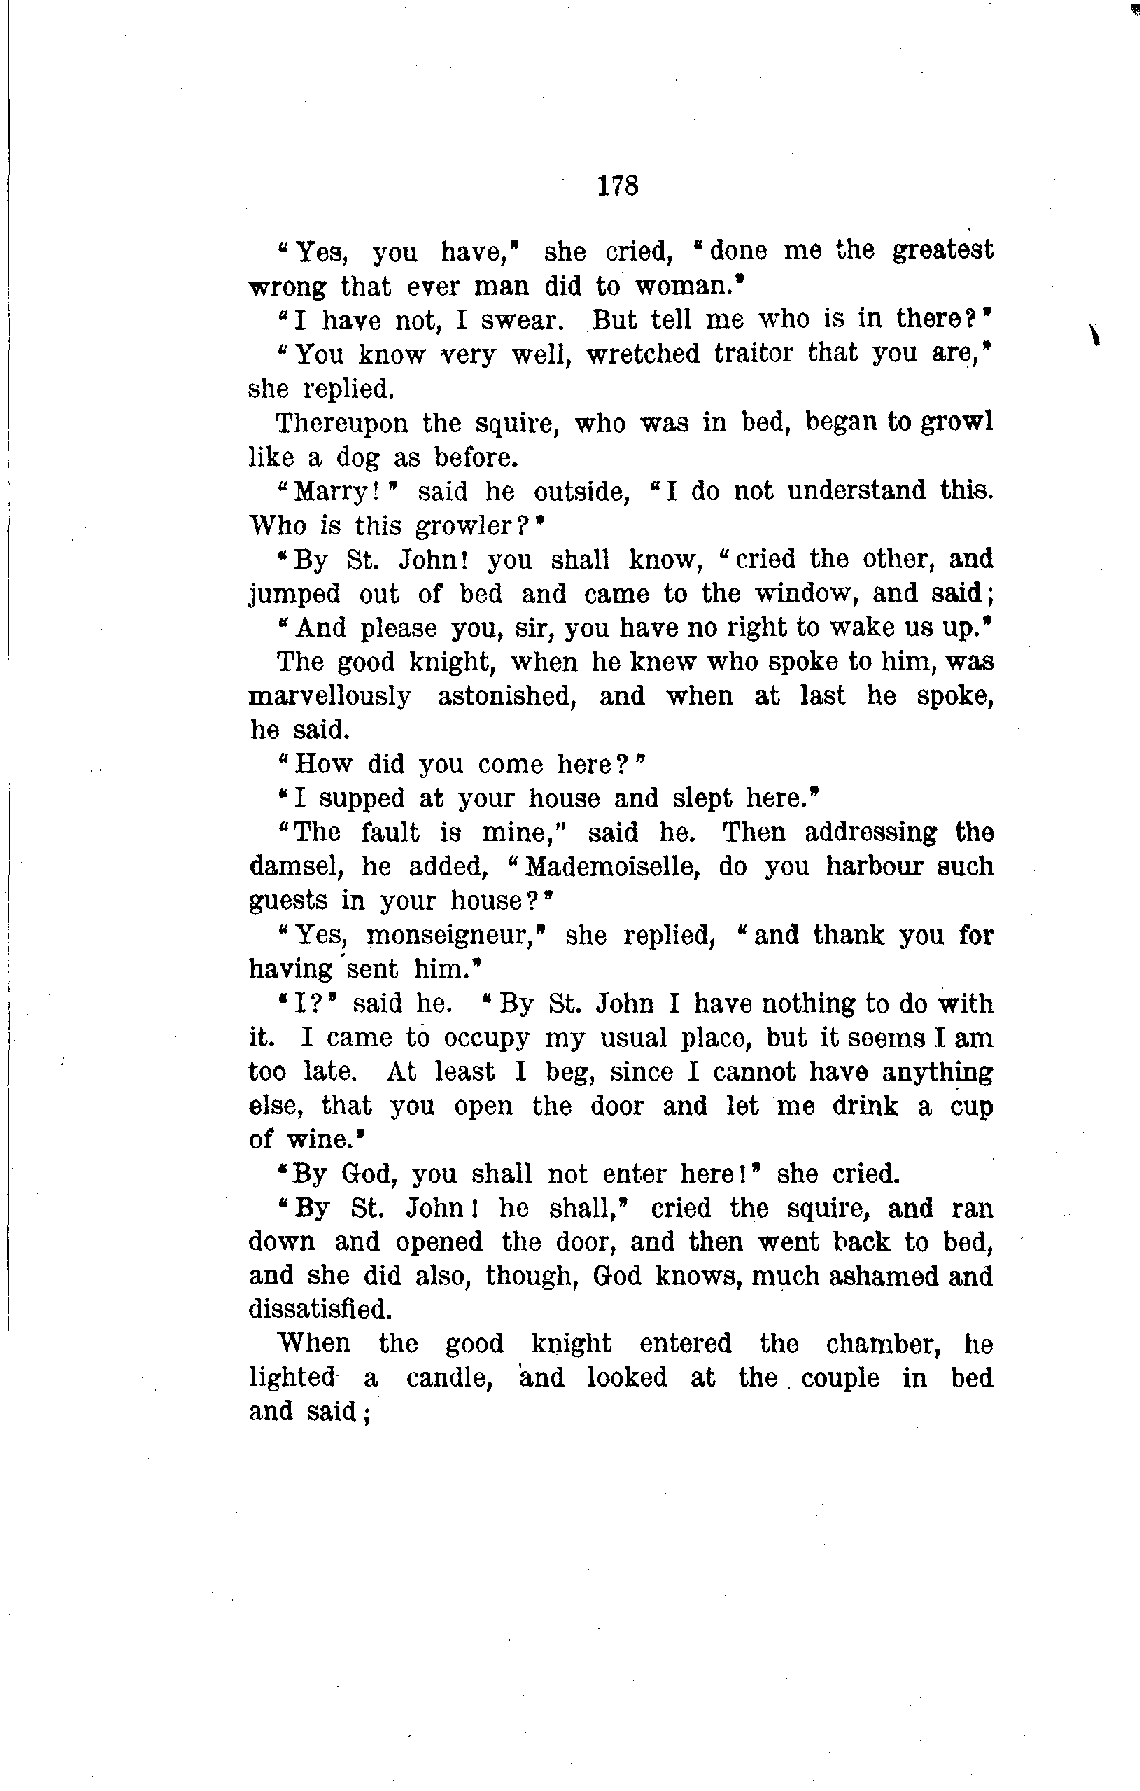 178
“Yes, you have,” she cried, “done me the greatest
wrong that ever man did to woman.”
“I have not, I swear. But tell me who is in there?”
“You know very well, wretched traitor that you are,”
she replied.
Thereupon the squire, who was in bed, began to growl
like a dog as before.
“Marry!” said he outside, “I do not understand this.
Who is this growler?”
“By St. John! you shall know, “cried the other, and
jumped out of bed and came to the window, and said;
“And please you, sir, you have no right to wake us up.”
The good knight, when he knew who spoke to him, was
marvellously astonished, and when at last he spoke,
he said.
“How did you come here?”
“I supped at your house and slept here.”
“The fault is mine,” said he. Then addressing the
damsel, he added, “Mademoiselle, do you harbour such
guests in your house?”
“Yes, monseigneur,” she replied, “and thank you for
having sent him.”
“I?” said he. “By St. John I have nothing to do with
it. I came to occupy my usual place, but it seems I am
too late. At least I beg, since I cannot have anything
else, that you open the door and let me drink a cup
of wine.”
“By God, you shall not enter here!” she cried.
“By St. John! he shall,” cried the squire, and ran
down and opened the door, and then went back to bed,
and she did also, though, God knows, much ashamed and
dissatisfied.
When the good knight entered the chamber, he
lighted a candle, and looked at the couple in bed
and said;